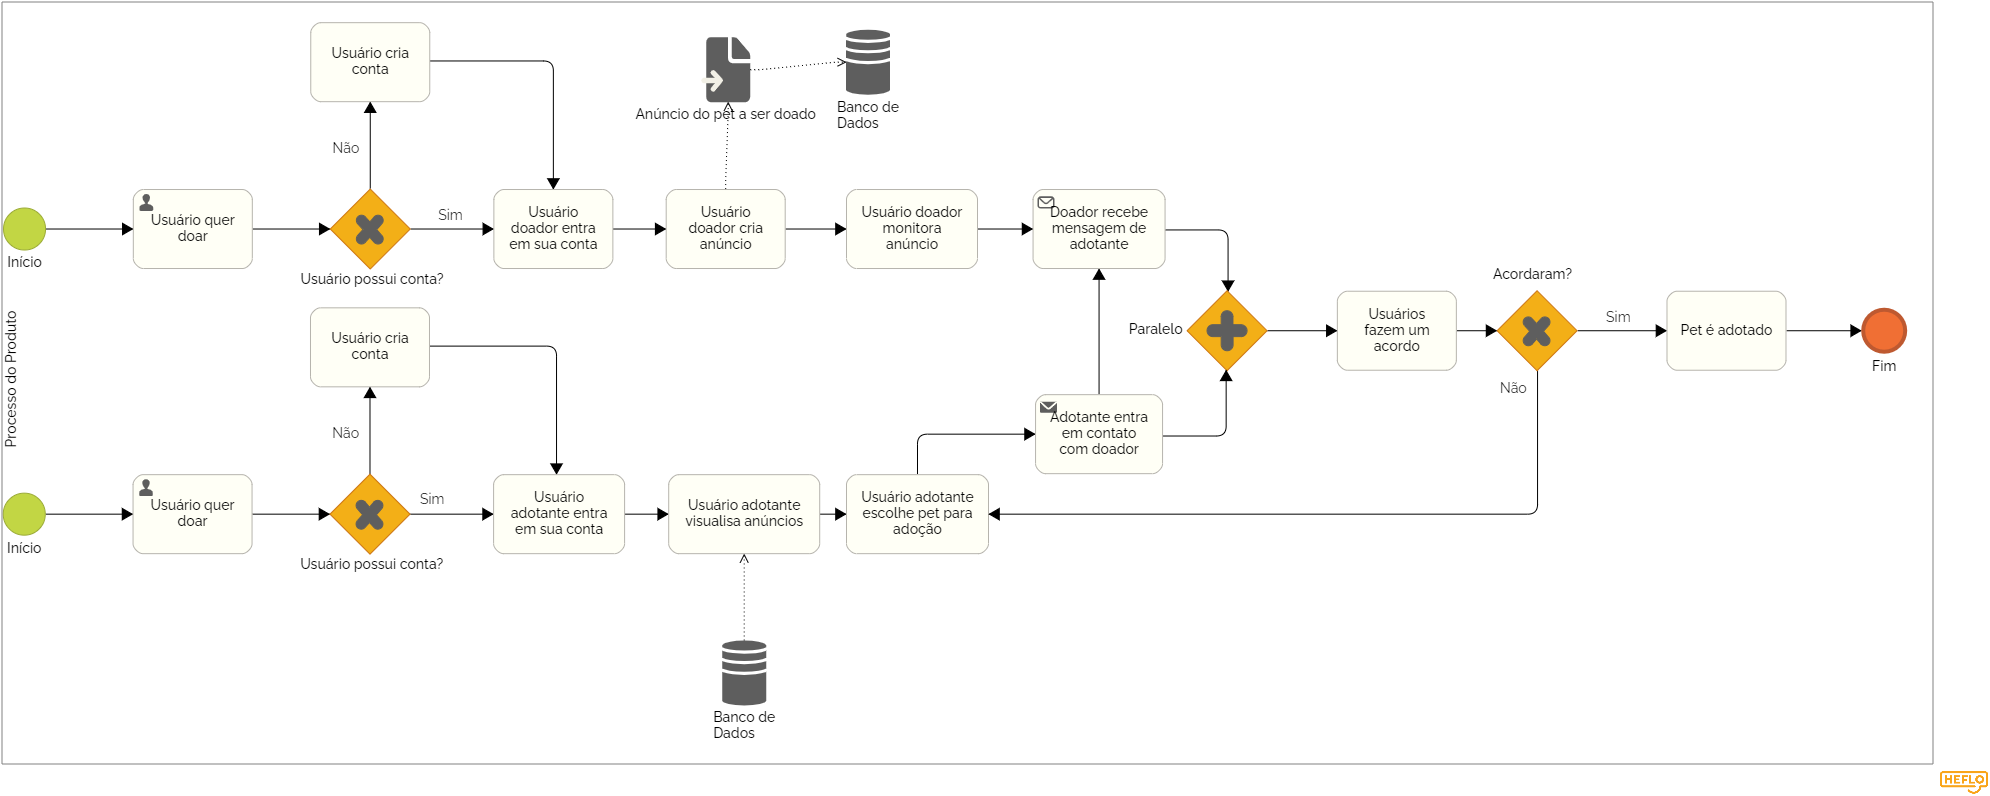 Processo do Produto
Usuário cria
conta
Anúncio do pet a ser doado
Banco de
Dados
Não
Início
Usuário quer
doar
Usuário possui conta?
Sim
Usuário
doador entra
em sua conta
Usuário
doador cria
anúncio
Usuário doador
monitora
anúncio
Doador recebe
mensagem de
adotante
Paralelo
Usuários
fazem um
acordo
Acordaram?
Sim
Não
Pet é adotado
Fim
Usuário cria
conta
Não
Início
Usuário quer
doar
Usuário possui conta?
Sim
Usuário
adotante entra
em sua conta
Usuário adotante
visualisa anúncios
Usuário adotante
escolhe pet para
adoção
Adotante entra
em contato
com doador
Banco de
Dados
HEFLO